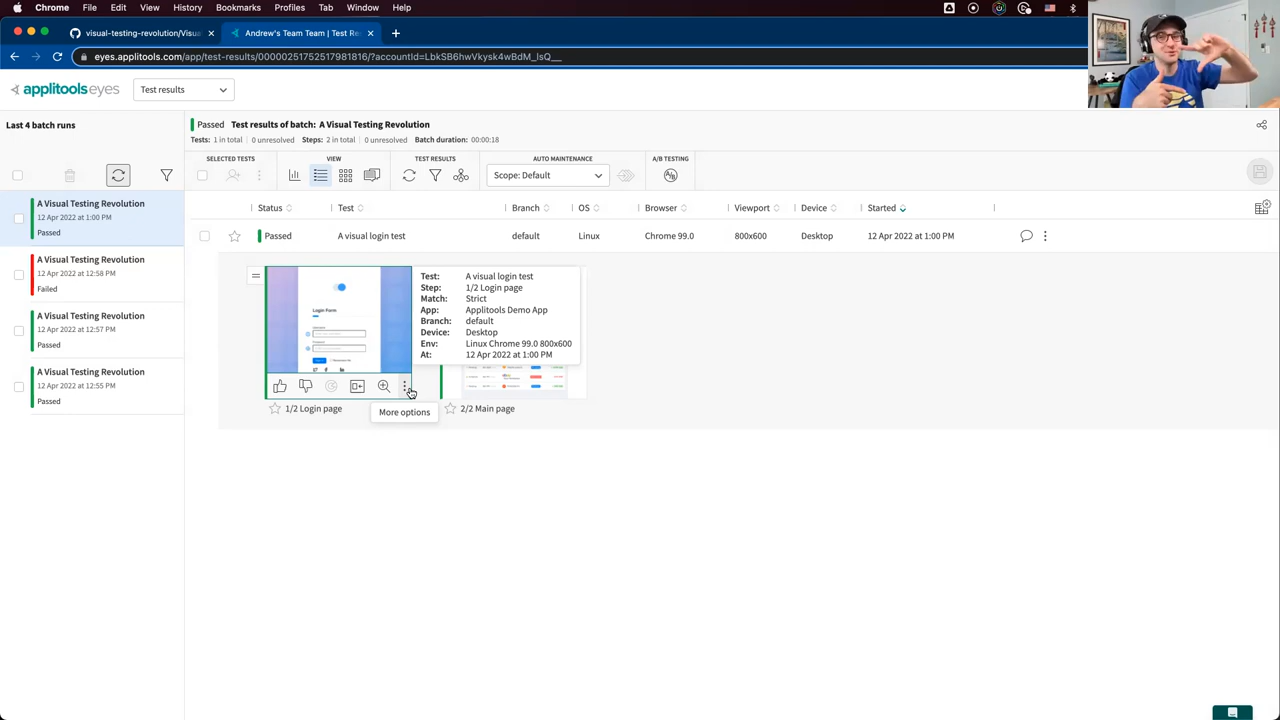 Chrome File Edit View History Bookmarks Profiles Tab Window Help
visual-testing-revolution/Visu
Andrew's Team Team | Test Re
eyes.applitools.com/app/test-results/00000251752517981816/?accountId=LbkSB6hwVkysk4wBdM_lsQ__
applitools eyes
Test results
Last 4 batch runs
Passed Test results of batch: A Visual Testing Revolution
Tests: 1 in total 0 unresolved Steps: 2 in total 0 unresolved Batch duration: 00:00:18
SELECTED TESTS VIEW TEST RESULTS AUTO MAINTENANCE A/B TESTING
Scope: Default
A Visual Testing Revolution
12 Apr 2022 at 1:00 PM
Passed
A Visual Testing Revolution
12 Apr 2022 at 12:58 PM
Failed
A Visual Testing Revolution
12 Apr 2022 at 12:57 PM
Passed
A Visual Testing Revolution
12 Apr 2022 at 12:55 PM
Passed
Status Test Branch OS Browser Viewport Device Started
Passed A visual login test default Linux Chrome 99.0 800x600 Desktop 12 Apr 2022 at 1:00 PM
Login Form
Test: A visual login test
Step: 1/2 Login page
Match: Strict
App: Applitools Demo App
Branch: default
Device: Desktop
Env: Linux Chrome 99.0 800x600
At: 12 Apr 2022 at 1:00 PM
1/2 Login page
More options
2/2 Main page